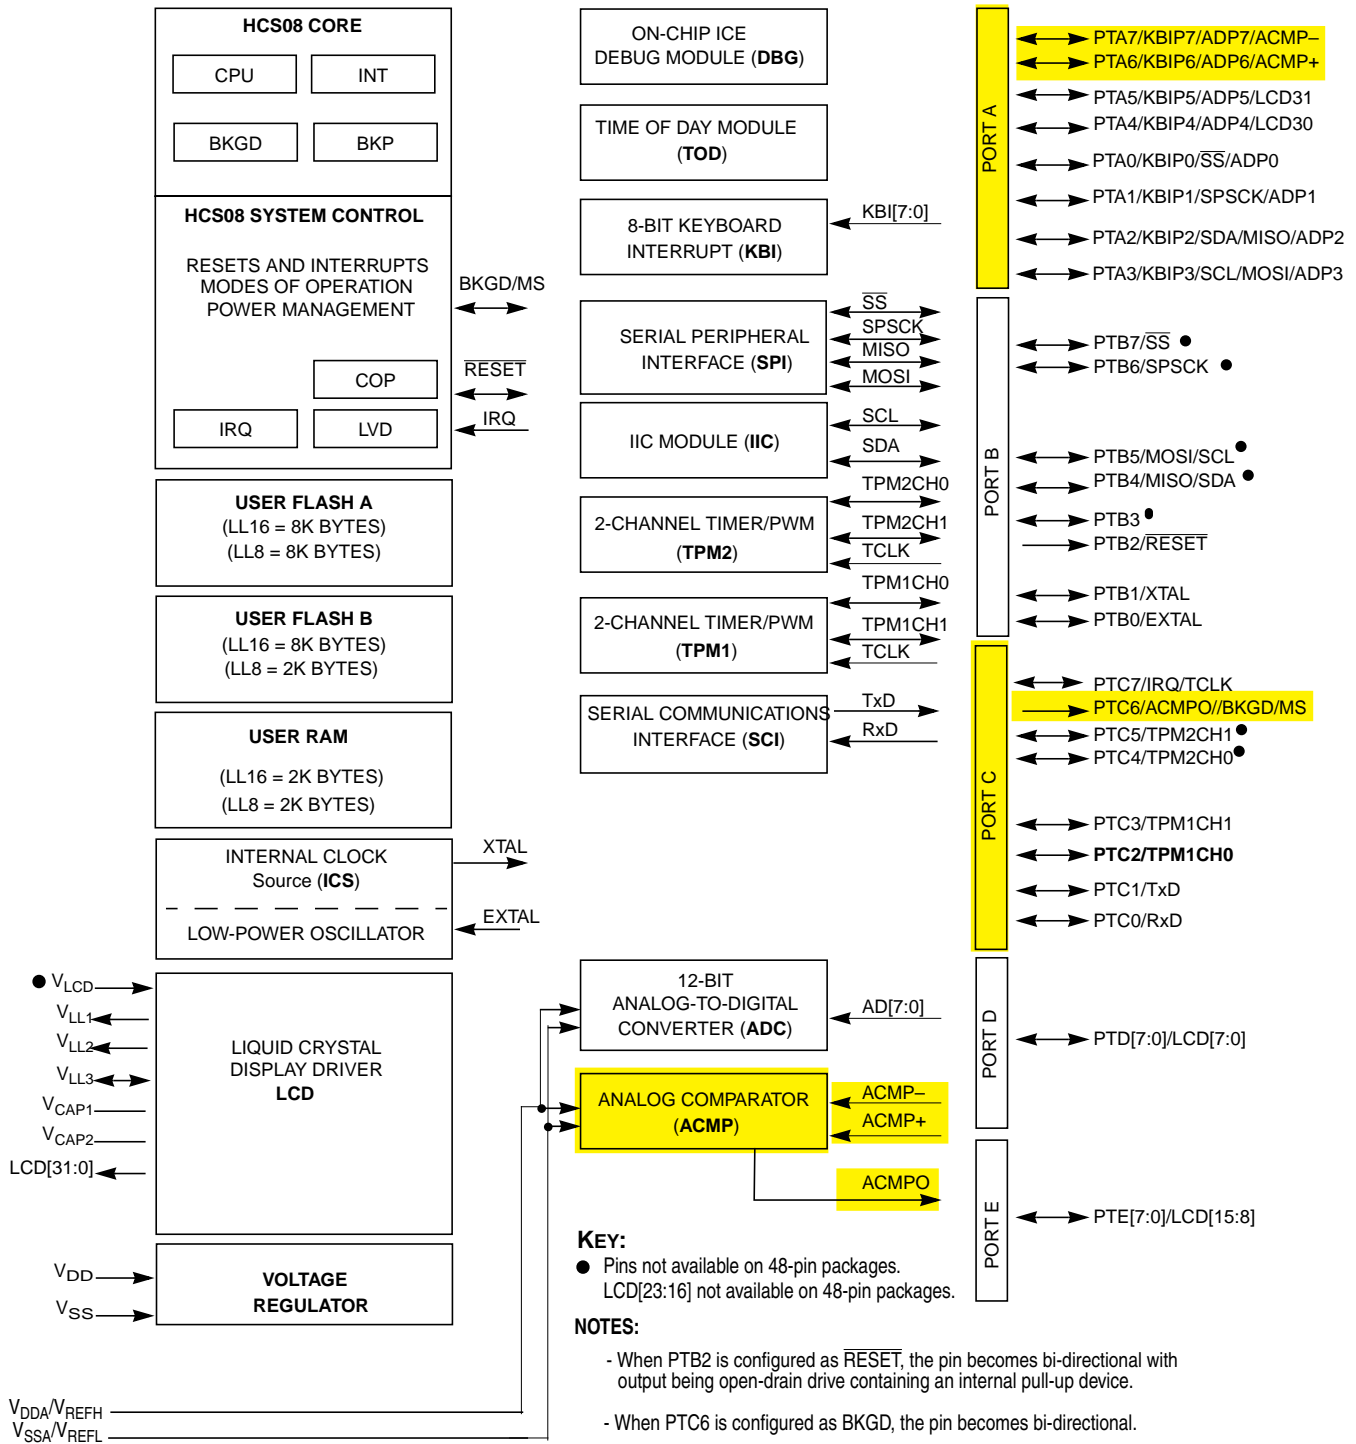 HCS08 CORE
CPU
INT
BKGD
BKP
HCS08 SYSTEM CONTROL
RESETS AND INTERRUPTS
MODES OF OPERATION
POWER MANAGEMENT
COP
IRQ
LVD
BKGD/MS
RESET
IRQ
USER FLASH A
(LL16 = 8K BYTES)
(LL8 = 8K BYTES)
USER FLASH B
(LL16 = 8K BYTES)
(LL8 = 2K BYTES)
USER RAM
(LL16 = 2K BYTES)
(LL8 = 2K BYTES)
INTERNAL CLOCK
Source (ICS)
LOW-POWER OSCILLATOR
XTAL
EXTAL
● VLCD
VLL1
VLL2
VLL3
VCAP1
VCAP2
LCD[31:0]
LIQUID CRYSTAL
DISPLAY DRIVER
LCD
VDD
VSS
VOLTAGE
REGULATOR
VDDA/VREFH
VSSA/VREFL
ON-CHIP ICE
DEBUG MODULE (DBG)
TIME OF DAY MODULE
(TOD)
8-BIT KEYBOARD
INTERRUPT (KBI)
KBI[7:0]
SERIAL PERIPHERAL
INTERFACE (SPI)
SS
SPSCK
MISO
MOSI
IIC MODULE (IIC)
SCL
SDA
2-CHANNEL TIMER/PWM
(TPM2)
TPM2CH0
TPM2CH1
TCLK
2-CHANNEL TIMER/PWM
(TPM1)
TPM1CH0
TPM1CH1
TCLK
SERIAL COMMUNICATIONS
INTERFACE (SCI)
TxD
RxD
12-BIT
ANALOG-TO-DIGITAL
CONVERTER (ADC)
AD[7:0]
ANALOG COMPARATOR
(ACMP)
ACMP–
ACMP+
ACMPO
PORT A
PTA7/KBIP7/ADP7/ACMP–
PTA6/KBIP6/ADP6/ACMP+
PTA5/KBIP5/ADP5/LCD31
PTA4/KBIP4/ADP4/LCD30
PTA0/KBIP0/SS/ADP0
PTA1/KBIP1/SPSCK/ADP1
PTA2/KBIP2/SDA/MISO/ADP2
PTA3/KBIP3/SCL/MOSI/ADP3
PORT B
PTB7/SS ●
PTB6/SPSCK ●
PTB5/MOSI/SCL ●
PTB4/MISO/SDA ●
PTB3 ●
PTB2/RESET
PTB1/XTAL
PTB0/EXTAL
PORT C
PTC7/IRQ/TCLK
PTC6/ACMPO//BKGD/MS
PTC5/TPM2CH1 ●
PTC4/TPM2CH0 ●
PTC3/TPM1CH1
PTC2/TPM1CH0
PTC1/TxD
PTC0/RxD
PORT D
PTD[7:0]/LCD[7:0]
PORT E
PTE[7:0]/LCD[15:8]
KEY:
● Pins not available on 48-pin packages.
LCD[23:16] not available on 48-pin packages.
NOTES:
- When PTB2 is configured as RESET, the pin becomes bi-directional with
output being open-drain drive containing an internal pull-up device.
- When PTC6 is configured as BKGD, the pin becomes bi-directional.